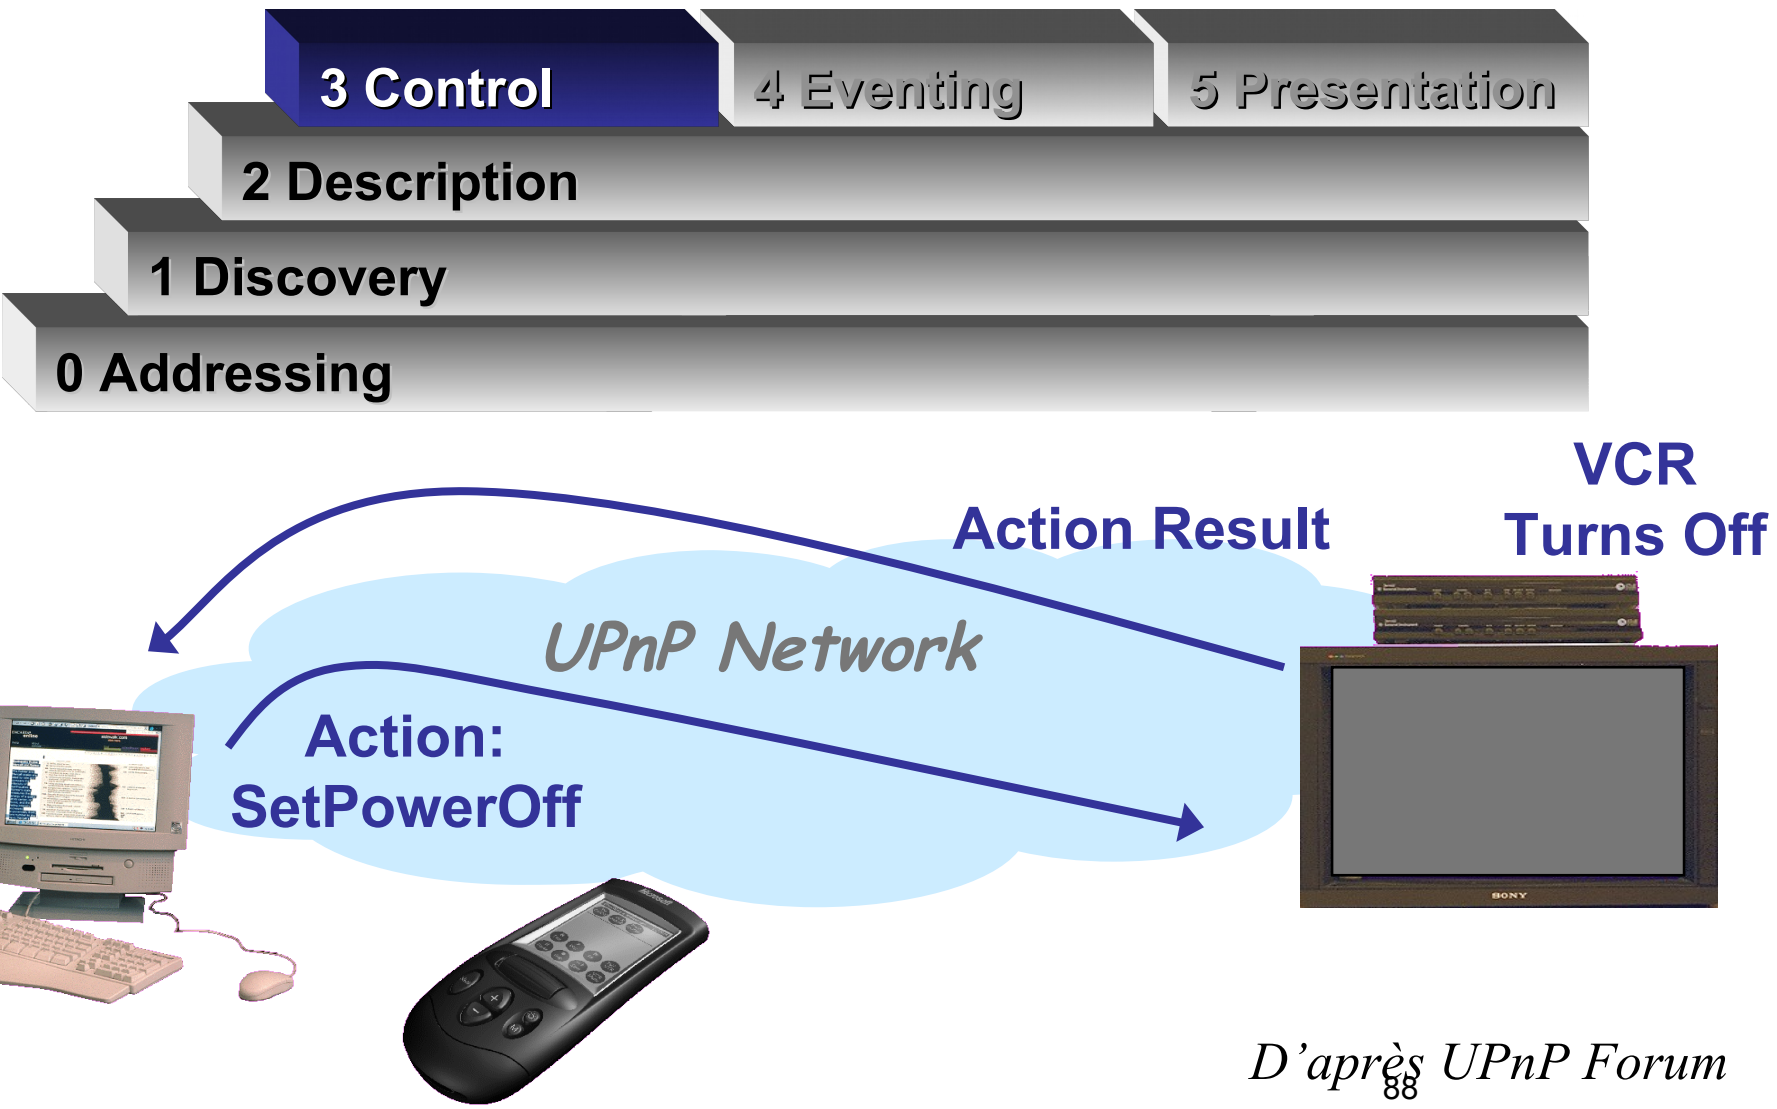 3 Control
4 Eventing
5 Presentation
2 Description
1 Discovery
0 Addressing
VCR
Turns Off
Action Result
UPnP Network
Action:
SetPowerOff
SONY
Microsoft
D’après UPnP Forum
88